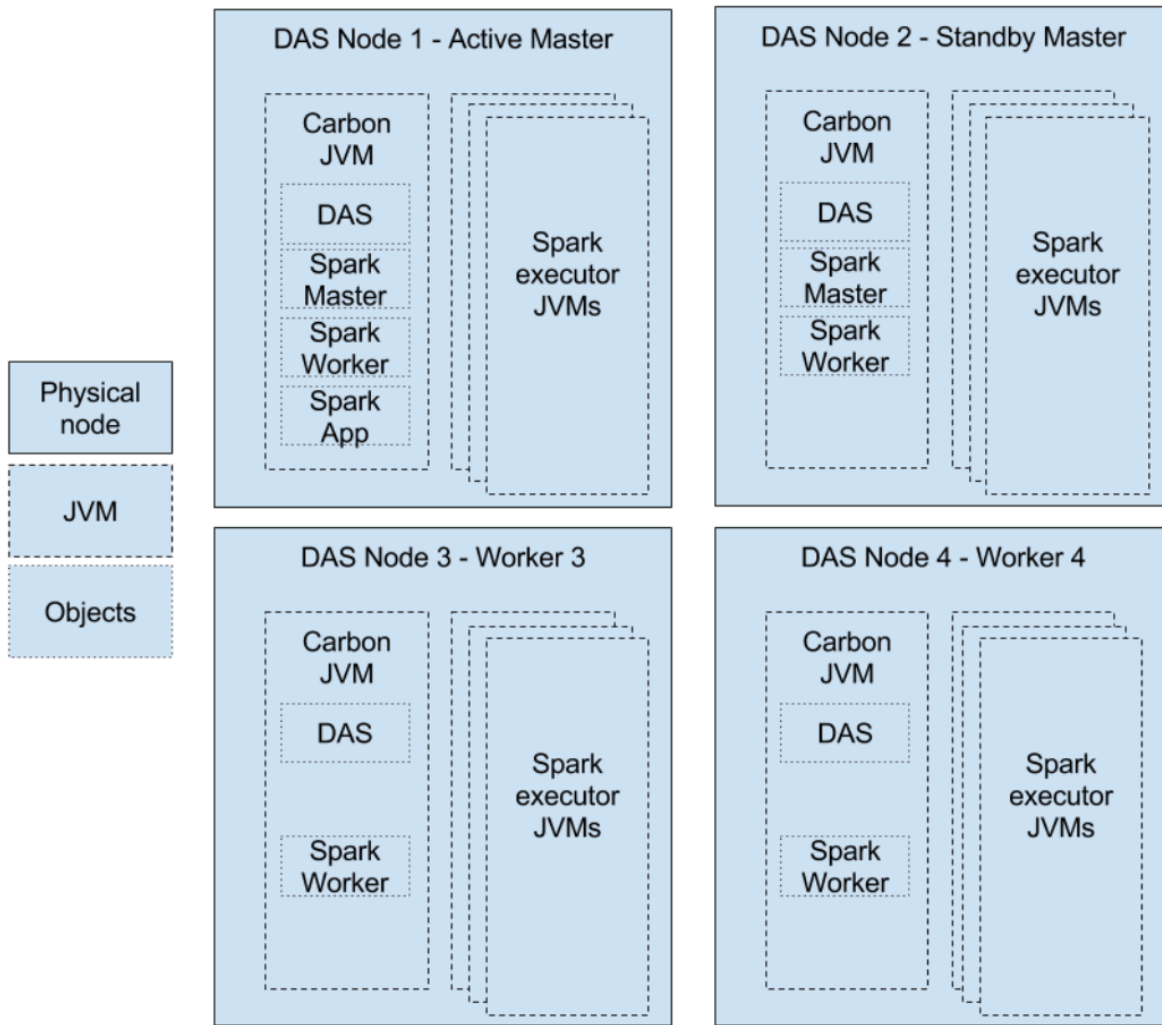 DAS Node 1 - Active Master
Carbon
JVM
DAS
Spark
Master
Spark
Worker
Spark
App
Spark
executor
JVMs
DAS Node 2 - Standby Master
Carbon
JVM
DAS
Spark
Master
Spark
Worker
Spark
executor
JVMs
Physical
node
JVM
Objects
DAS Node 3 - Worker 3
Carbon
JVM
DAS
Spark
Worker
Spark
executor
JVMs
DAS Node 4 - Worker 4
Carbon
JVM
DAS
Spark
Worker
Spark
executor
JVMs